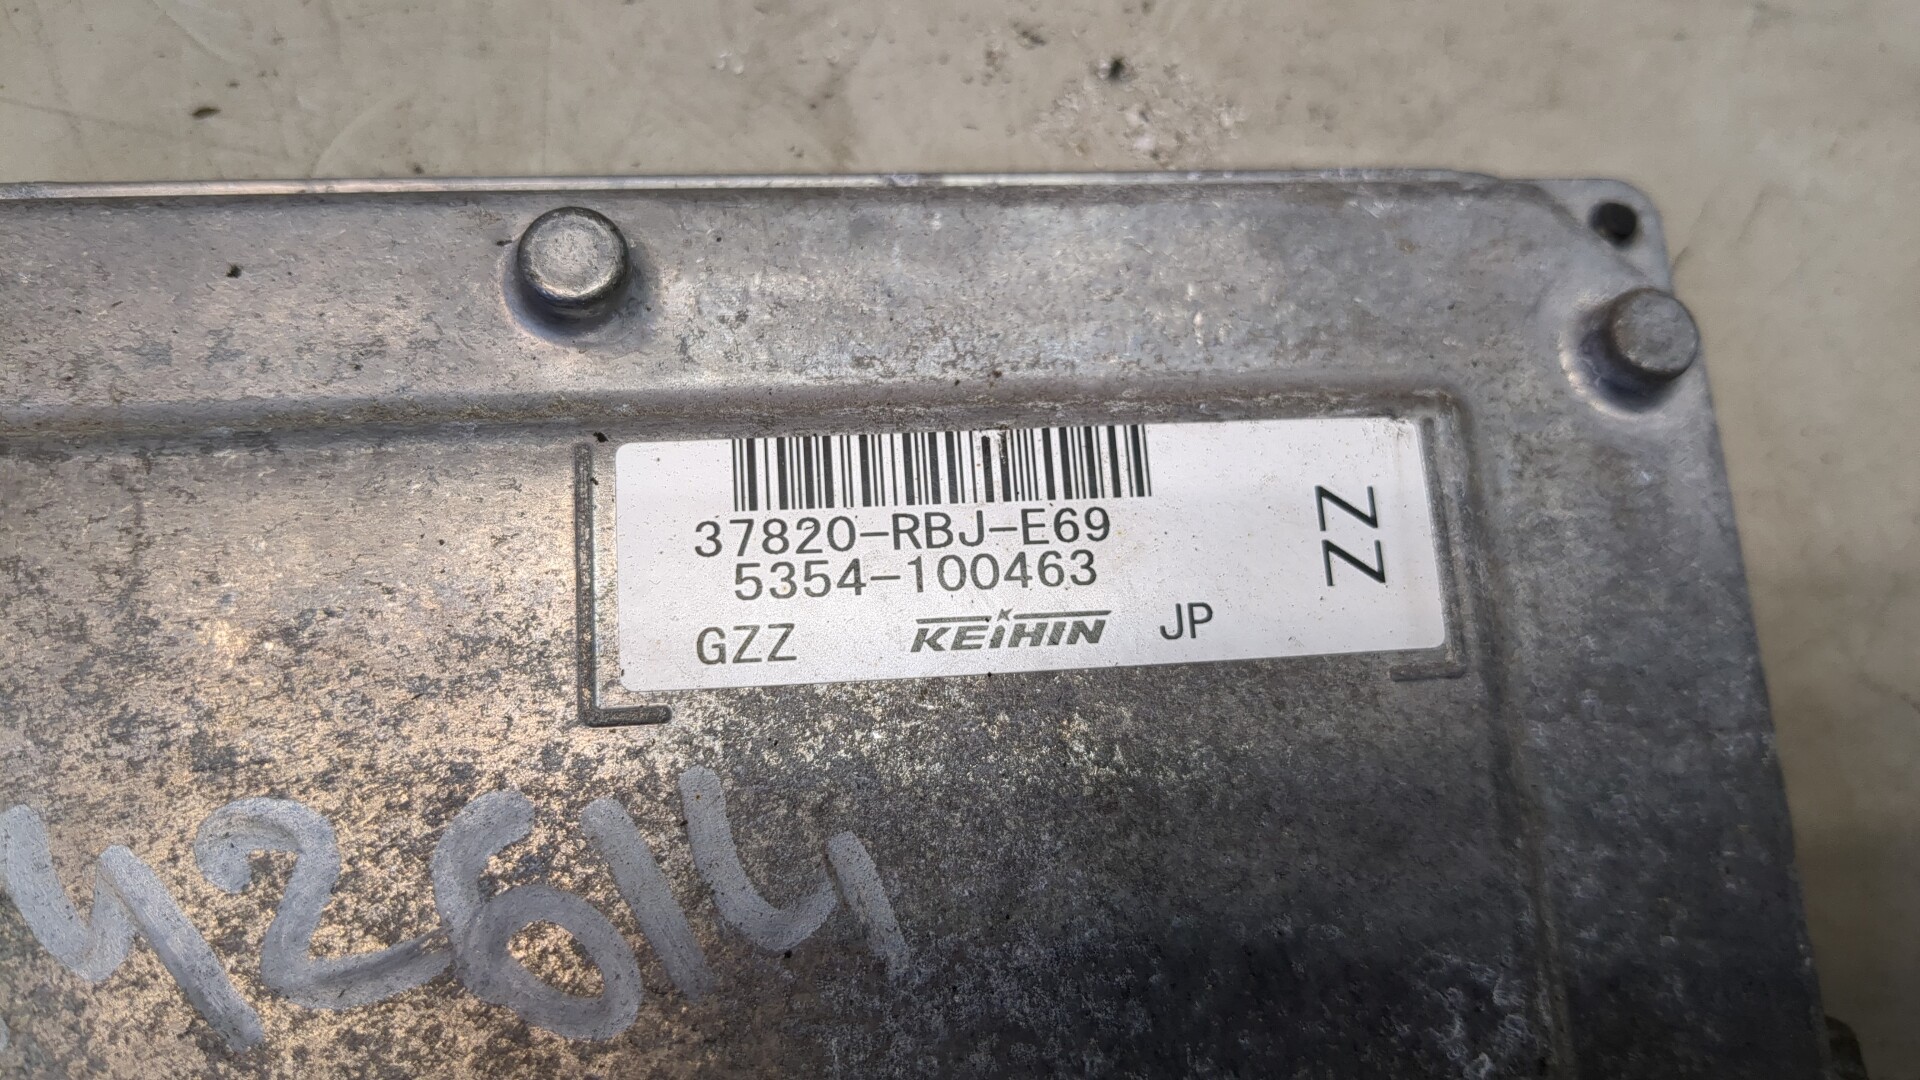 37820-RBJ-E69
5354-100463
GZZ KEIHIN JP
ZZ
42614